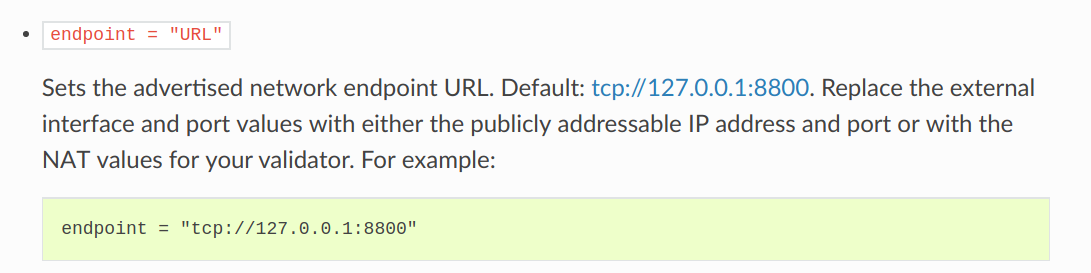 endpoint = "URL"
Sets the advertised network endpoint URL. Default: tcp://127.0.0.1:8800. Replace the external
interface and port values with either the publicly addressable IP address and port or with the
NAT values for your validator. For example:
endpoint = "tcp://127.0.0.1:8800"